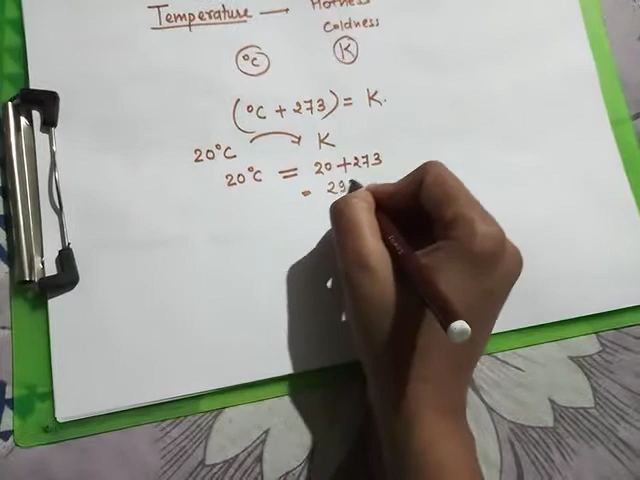 Temperature → Hotness
Coldness
°C K
(°C + 273) = K.
20°C → K
20°C = 20 + 273
= 29